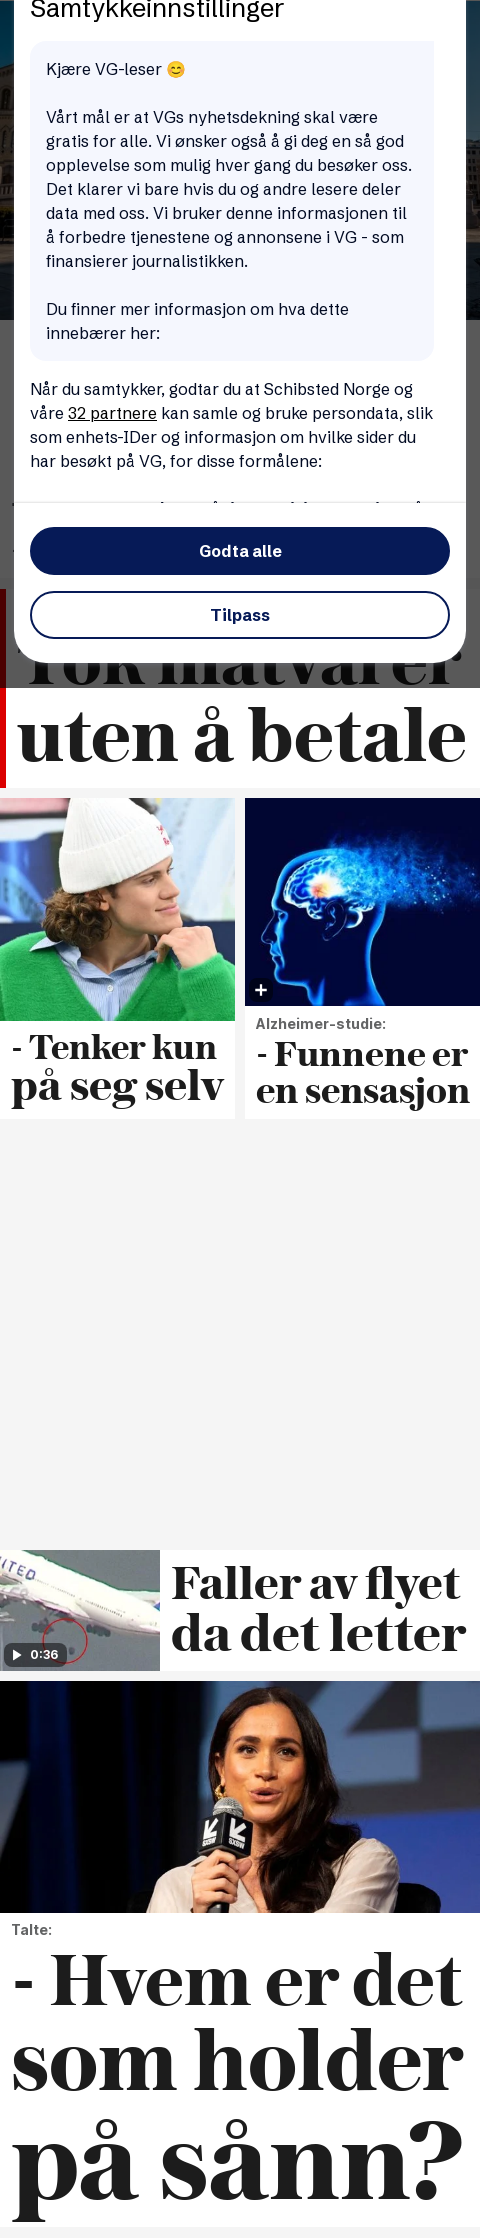 Samtykkeinnstillinger
Kjære VG-leser 😊
Vårt mål er at VGs nyhetsdekning skal være
gratis for alle. Vi ønsker også å gi deg en så god
opplevelse som mulig hver gang du besøker oss.
Det klarer vi bare hvis du og andre lesere deler
data med oss. Vi bruker denne informasjonen til
å forbedre tjenestene og annonsene i VG - som
finansierer journalistikken.
Du finner mer informasjon om hva dette
innebærer her:
Når du samtykker, godtar du at Schibsted Norge og
våre 32 partnere kan samle og bruke persondata, slik
som enhets-IDer og informasjon om hvilke sider du
har besøkt på VG, for disse formålene:
Godta alle
Tilpass
Tok matvarer
uten å betale
- Tenker kun
på seg selv
Alzheimer-studie:
- Funnene er
en sensasjon
UNITED
0:36
Faller av flyet
da det letter
SXSW
Talte:
- Hvem er det
som holder
på sånn?